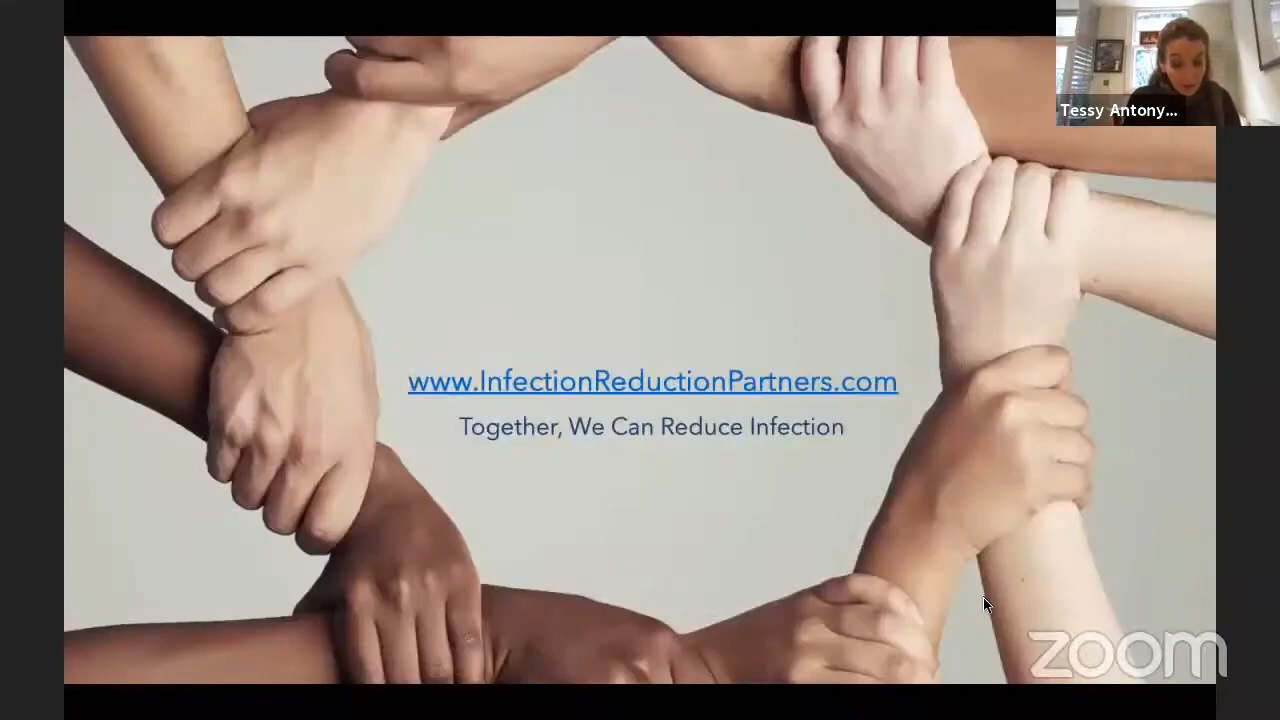 Tessy Antony...
www.InfectionReductionPartners.com
Together, We Can Reduce Infection
zoom